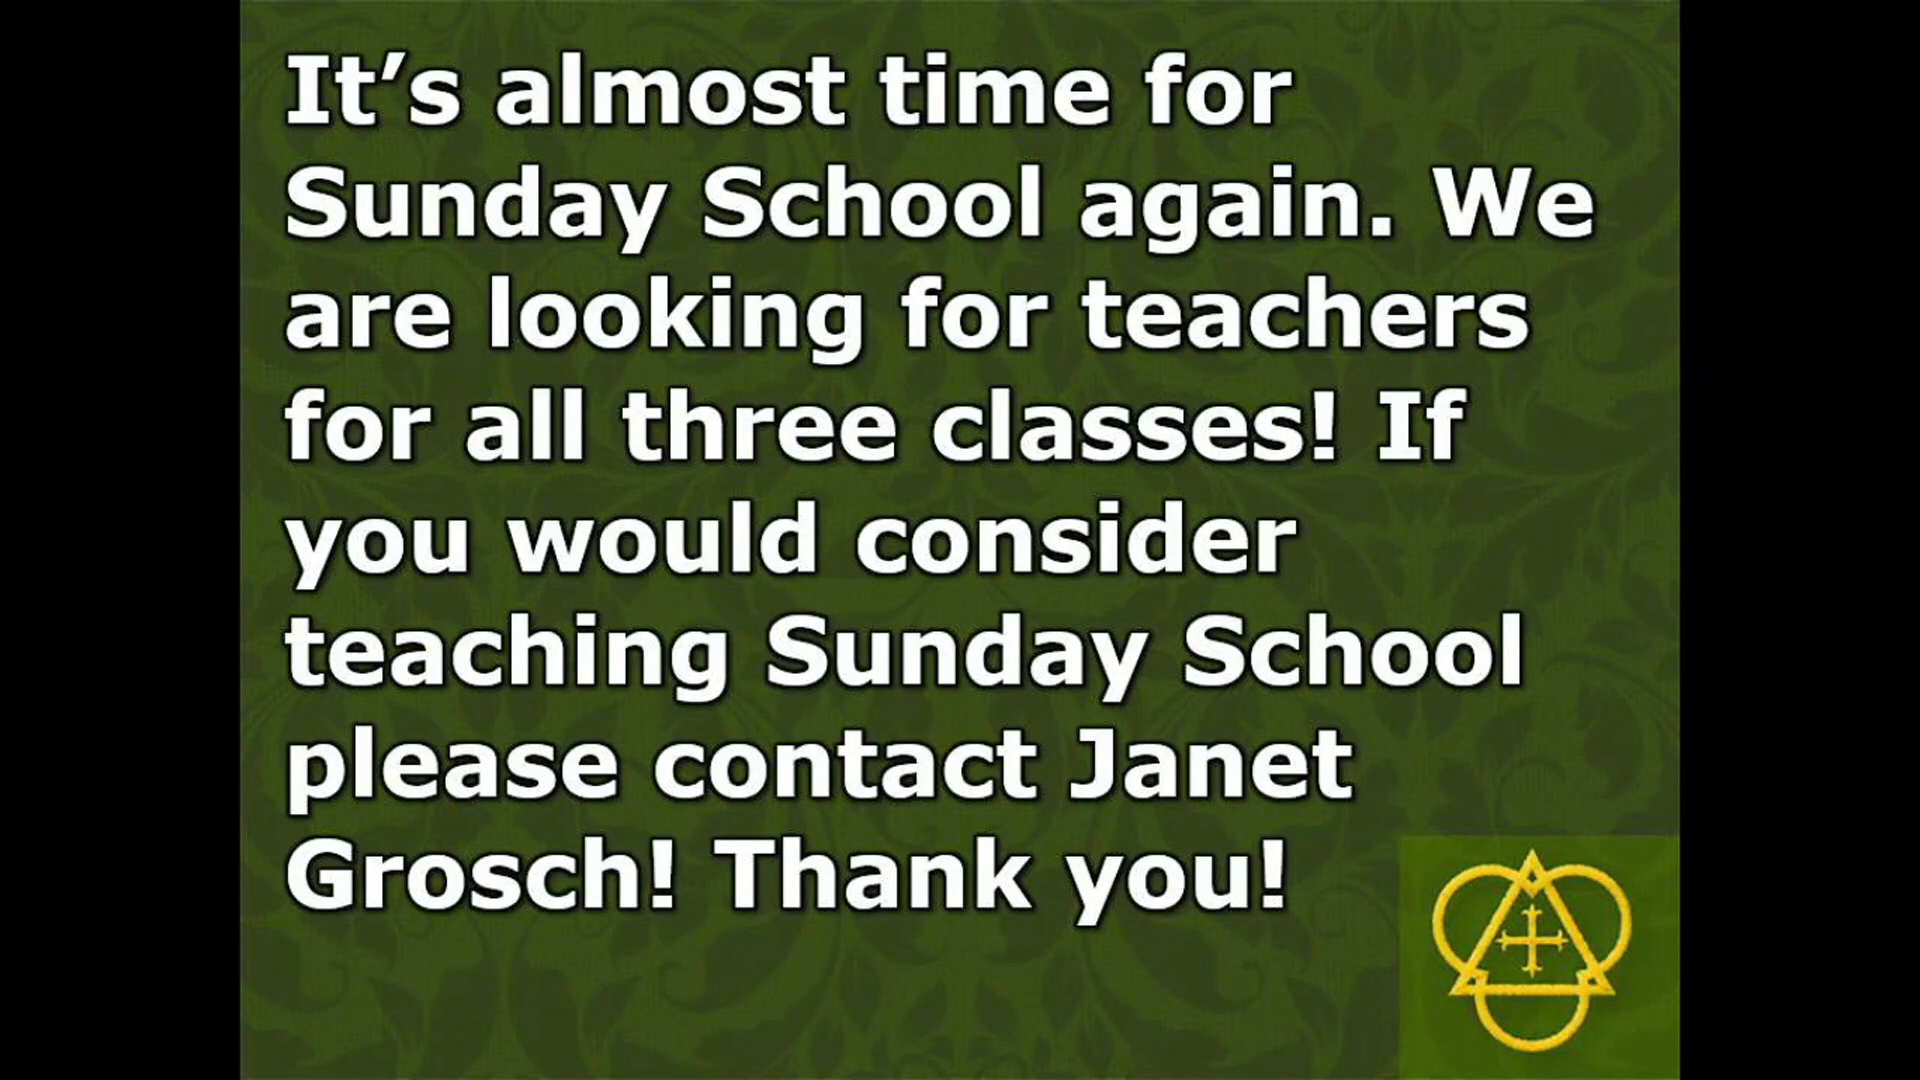 It’s almost time for
Sunday School again. We
are looking for teachers
for all three classes! If
you would consider
teaching Sunday School
please contact Janet
Grosch! Thank you!